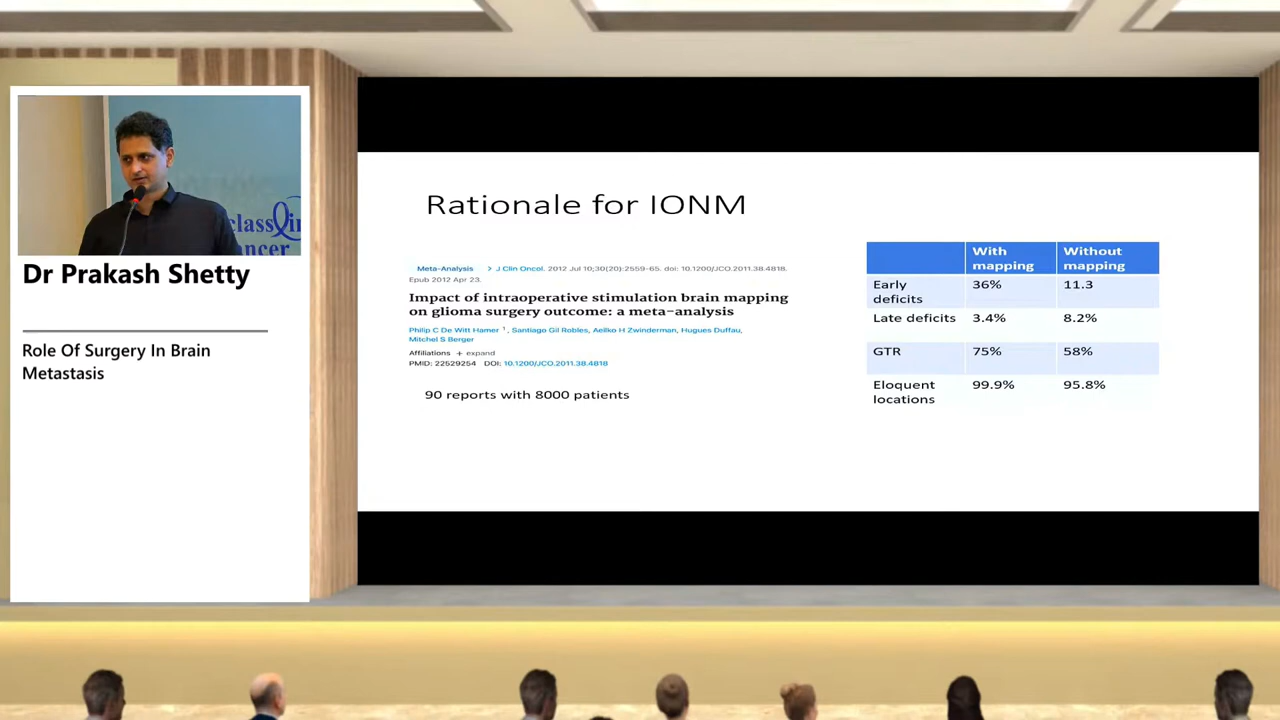 class in
ancer
Dr Prakash Shetty
Role Of Surgery In Brain
Metastasis
Rationale for IONM
Meta-Analysis > J Clin Oncol. 2012 Jul 10;30(20):2559-65. doi: 10.1200/JCO.2011.38.4818.
Epub 2012 Apr 23.
Impact of intraoperative stimulation brain mapping
on glioma surgery outcome: a meta-analysis
Philip C De Witt Hamer 1, Santiago Gil Robles, Aeilko H Zwinderman, Hugues Duffau,
Mitchel S Berger
Affiliations + expand
PMID: 22529254 DOI: 10.1200/JCO.2011.38.4818
90 reports with 8000 patients
With mapping Without mapping
Early deficits 36% 11.3
Late deficits 3.4% 8.2%
GTR 75% 58%
Eloquent locations 99.9% 95.8%